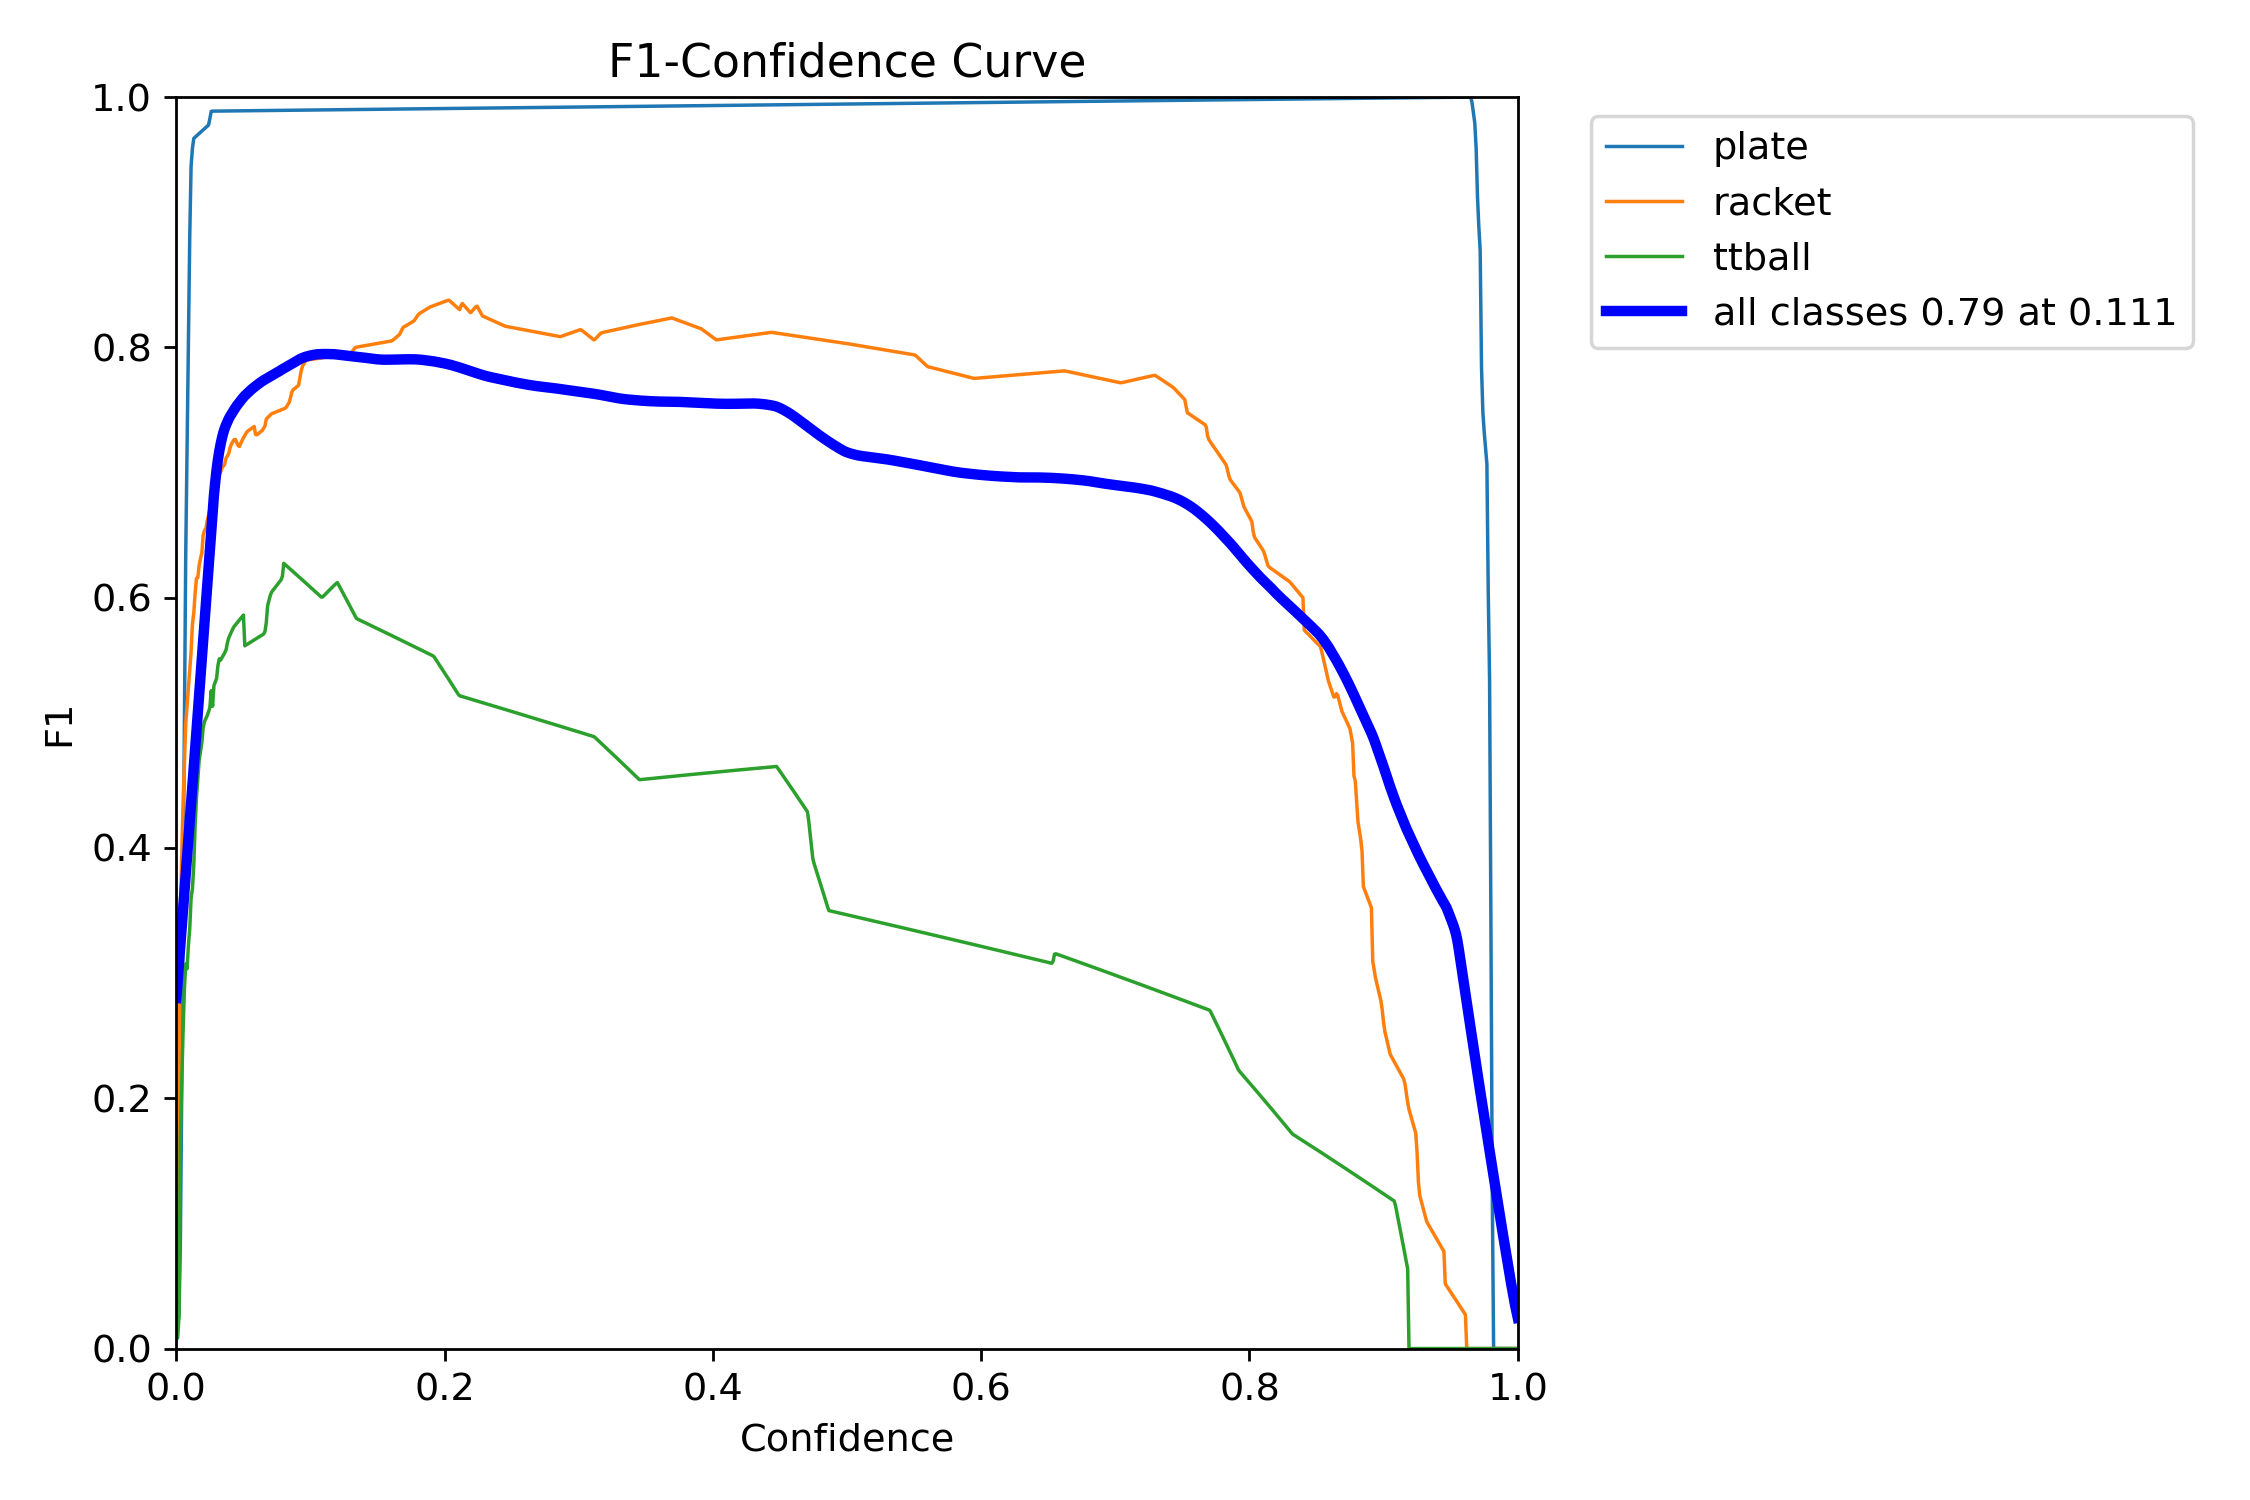 F1-Confidence Curve
1.0
0.8
0.6
0.4
0.2
0.0
F1
0.0 0.2 0.4 0.6 0.8 1.0
Confidence
plate
racket
ttball
all classes 0.79 at 0.111